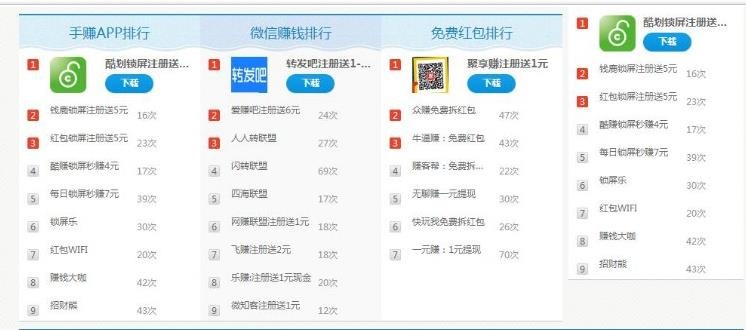 手赚APP排行
1
酷划锁屏注册送...
下载
2 钱鹿锁屏注册送5元 16次
3 红包锁屏注册送5元 23次
4 酷赚锁屏秒赚4元 17次
5 每日锁屏秒赚7元 39次
6 锁屏乐 30次
7 红包WIFI 20次
8 赚钱大咖 42次
9 招财熊 43次
微信赚钱排行
1
转发吧
转发吧注册送1-...
下载
2 爱赚吧注册送6元 24次
3 人人转联盟 27次
4 闪转联盟 69次
5 四海联盟 17次
6 网赚联盟注册送1元 18次
7 飞赚注册送2元 18次
8 乐赚:注册送1元现金 20次
9 微知客注册送1元 12次
免费红包排行
1
聚享赚注册送1元
下载
2 众赚免费拆红包 47次
3 牛逼赚：免费红包 43次
4 赚客帮：免费拆... 22次
5 无聊赚一元提现 30次
6 快玩我免费拆红包 26次
7 一元赚：1元提现 70次
1
酷划锁屏注册送...
下载
2 钱鹿锁屏注册送5元 16次
3 红包锁屏注册送5元 23次
4 酷赚锁屏秒赚4元 17次
5 每日锁屏秒赚7元 39次
6 锁屏乐 30次
7 红包WIFI 20次
8 赚钱大咖 42次
9 招财熊 43次